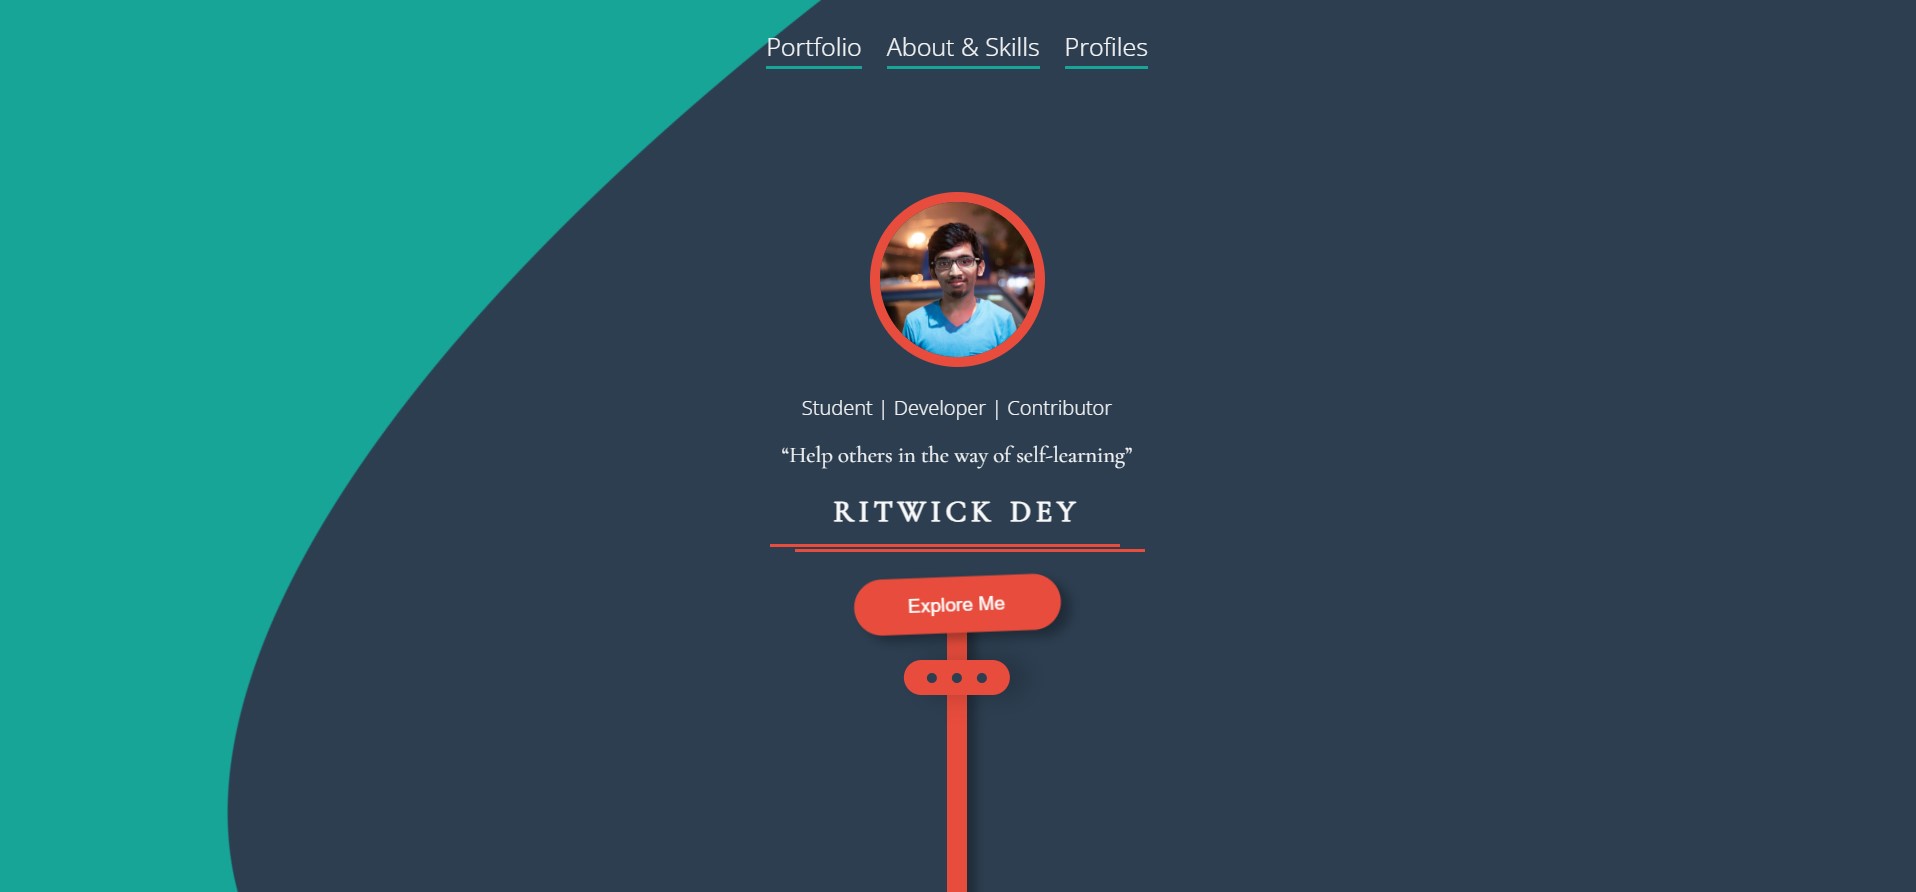 Portfolio About & Skills Profiles
Student | Developer | Contributor
“Help others in the way of self-learning”
RITWICK DEY
Explore Me